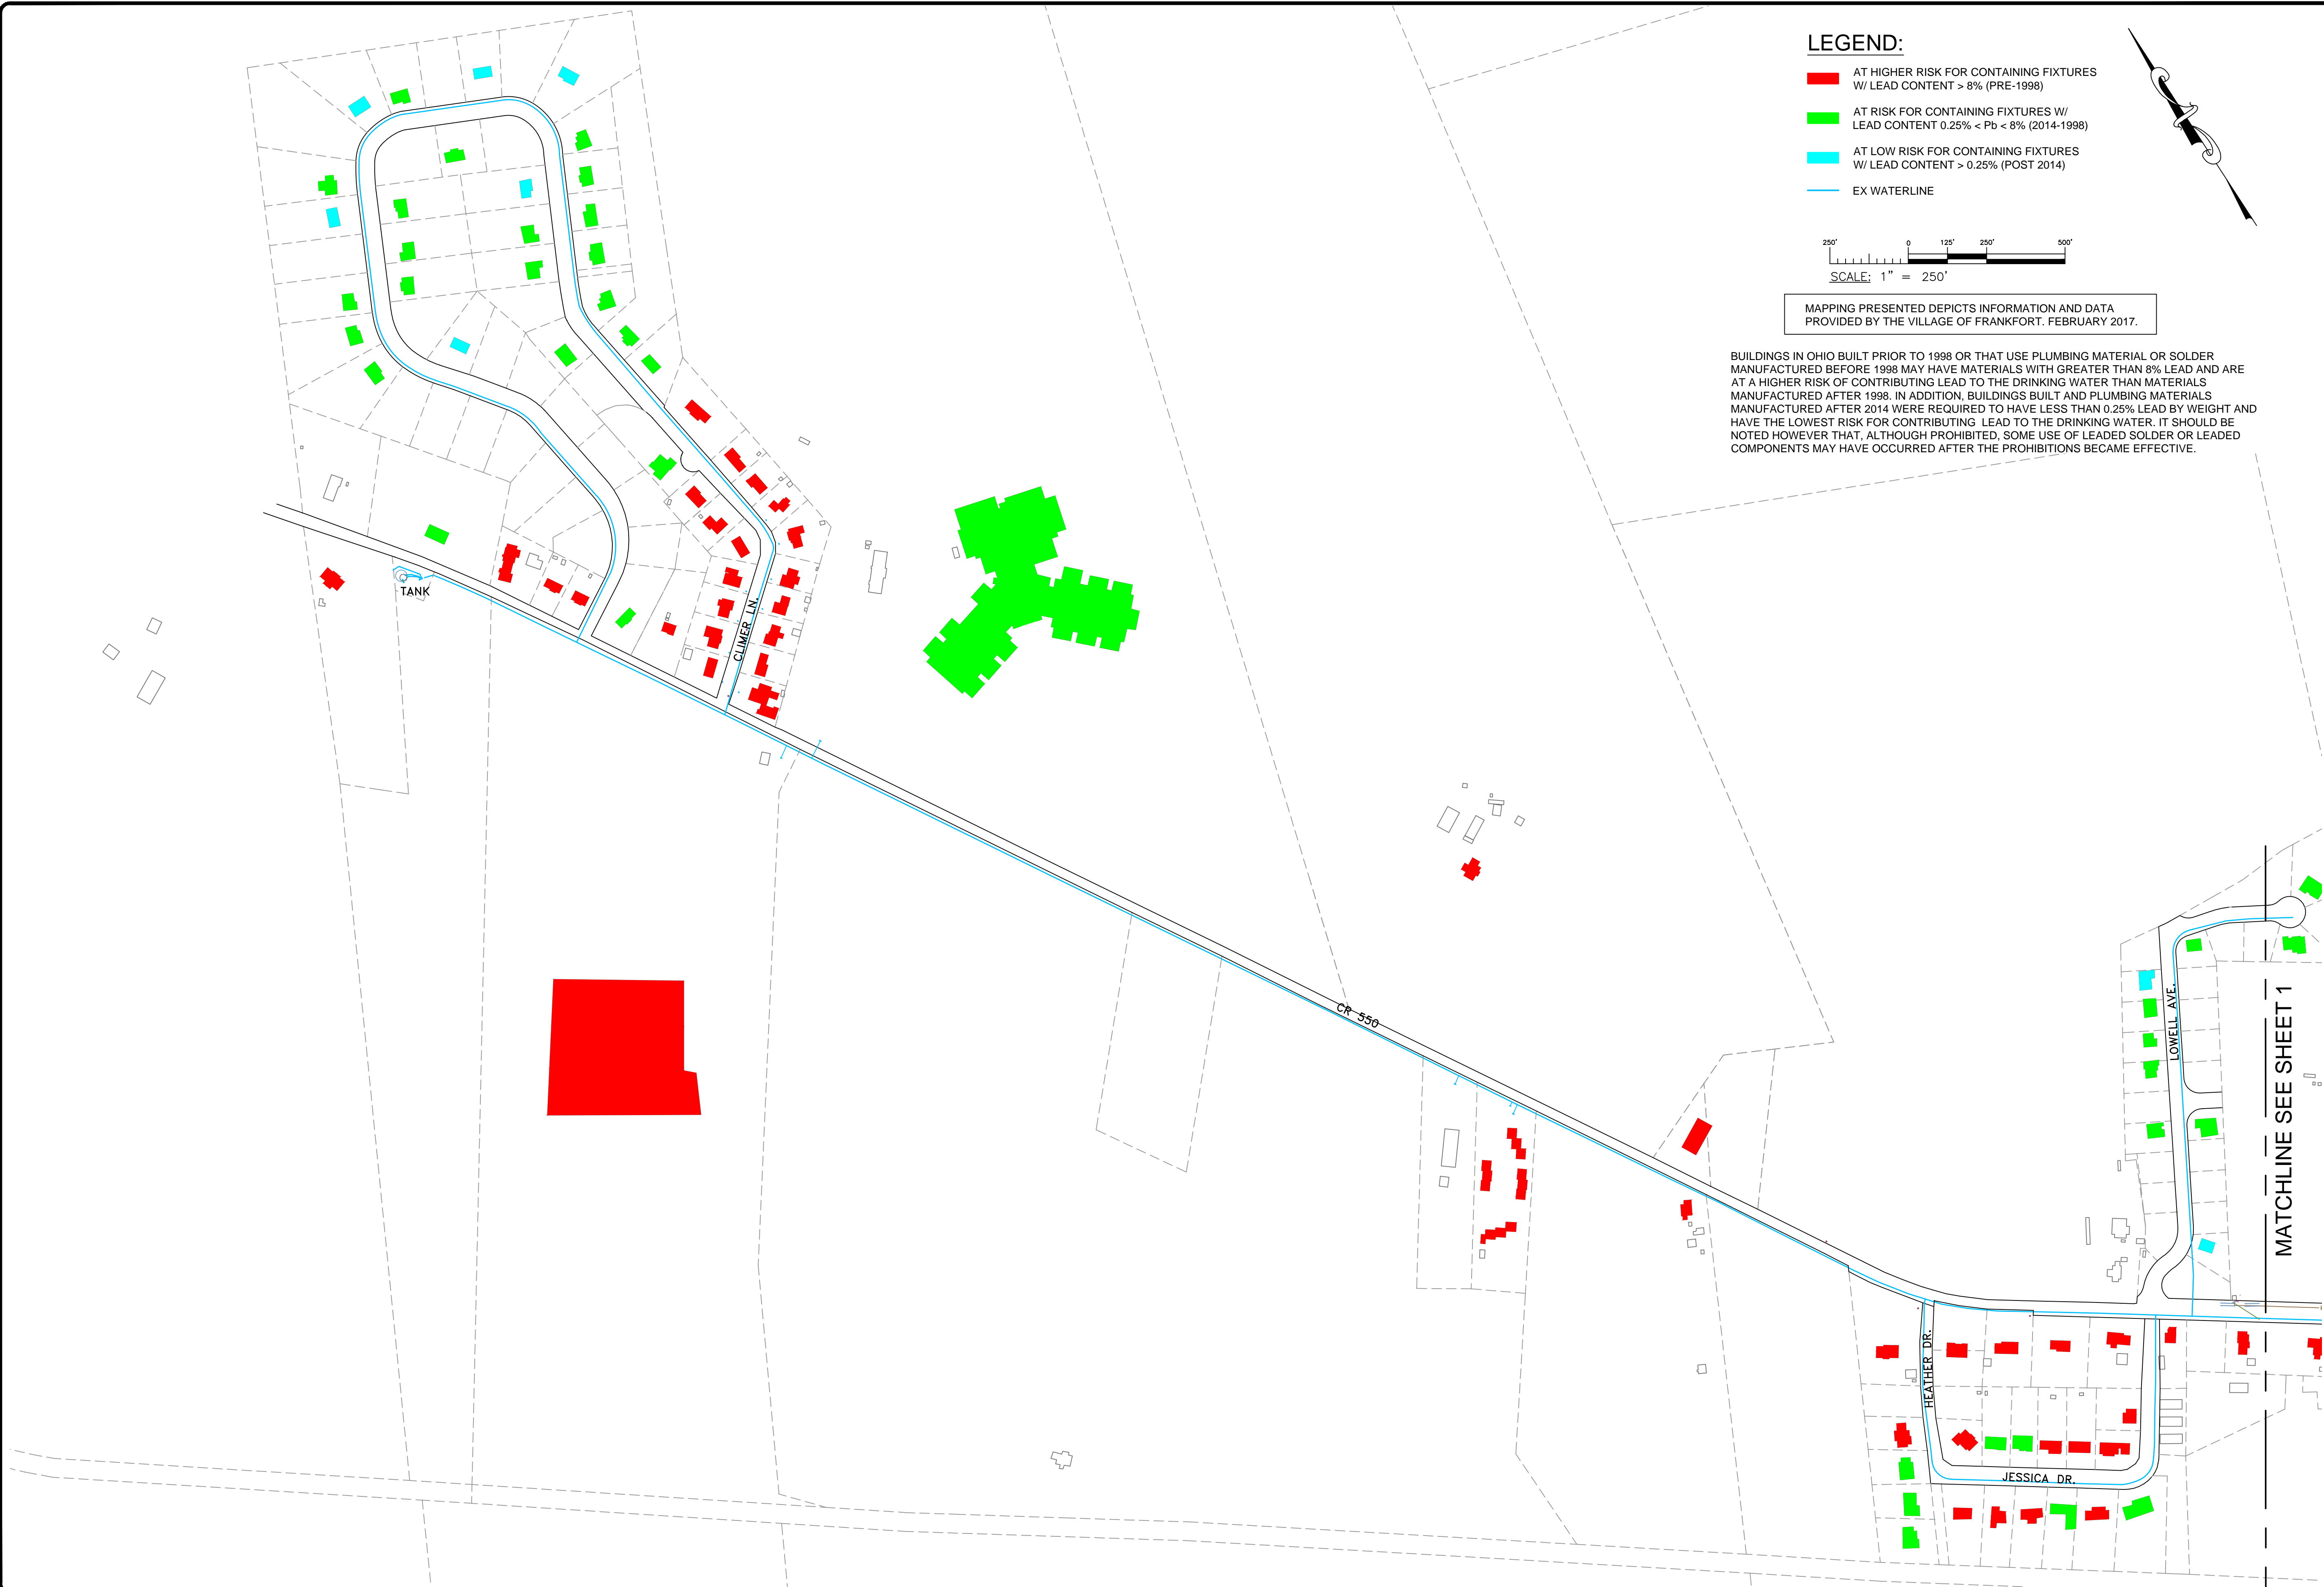 LEGEND:
AT HIGHER RISK FOR CONTAINING FIXTURES
W/ LEAD CONTENT > 8% (PRE-1998)
AT RISK FOR CONTAINING FIXTURES W/
LEAD CONTENT 0.25% < Pb < 8% (2014-1998)
AT LOW RISK FOR CONTAINING FIXTURES
W/ LEAD CONTENT > 0.25% (POST 2014)
EX WATERLINE
250' 0 125' 250' 500'
SCALE: 1" = 250'
MAPPING PRESENTED DEPICTS INFORMATION AND DATA
PROVIDED BY THE VILLAGE OF FRANKFORT. FEBRUARY 2017.
BUILDINGS IN OHIO BUILT PRIOR TO 1998 OR THAT USE PLUMBING MATERIAL OR SOLDER
MANUFACTURED BEFORE 1998 MAY HAVE MATERIALS WITH GREATER THAN 8% LEAD AND ARE
AT A HIGHER RISK OF CONTRIBUTING LEAD TO THE DRINKING WATER THAN MATERIALS
MANUFACTURED AFTER 1998. IN ADDITION, BUILDINGS BUILT AND PLUMBING MATERIALS
MANUFACTURED AFTER 2014 WERE REQUIRED TO HAVE LESS THAN 0.25% LEAD BY WEIGHT AND
HAVE THE LOWEST RISK FOR CONTRIBUTING LEAD TO THE DRINKING WATER. IT SHOULD BE
NOTED HOWEVER THAT, ALTHOUGH PROHIBITED, SOME USE OF LEADED SOLDER OR LEADED
COMPONENTS MAY HAVE OCCURRED AFTER THE PROHIBITIONS BECAME EFFECTIVE.
TANK
CLIMER LN.
CR 550
LOWELL AVE.
MATCHLINE SEE SHEET 1
HEATHER DR.
JESSICA DR.